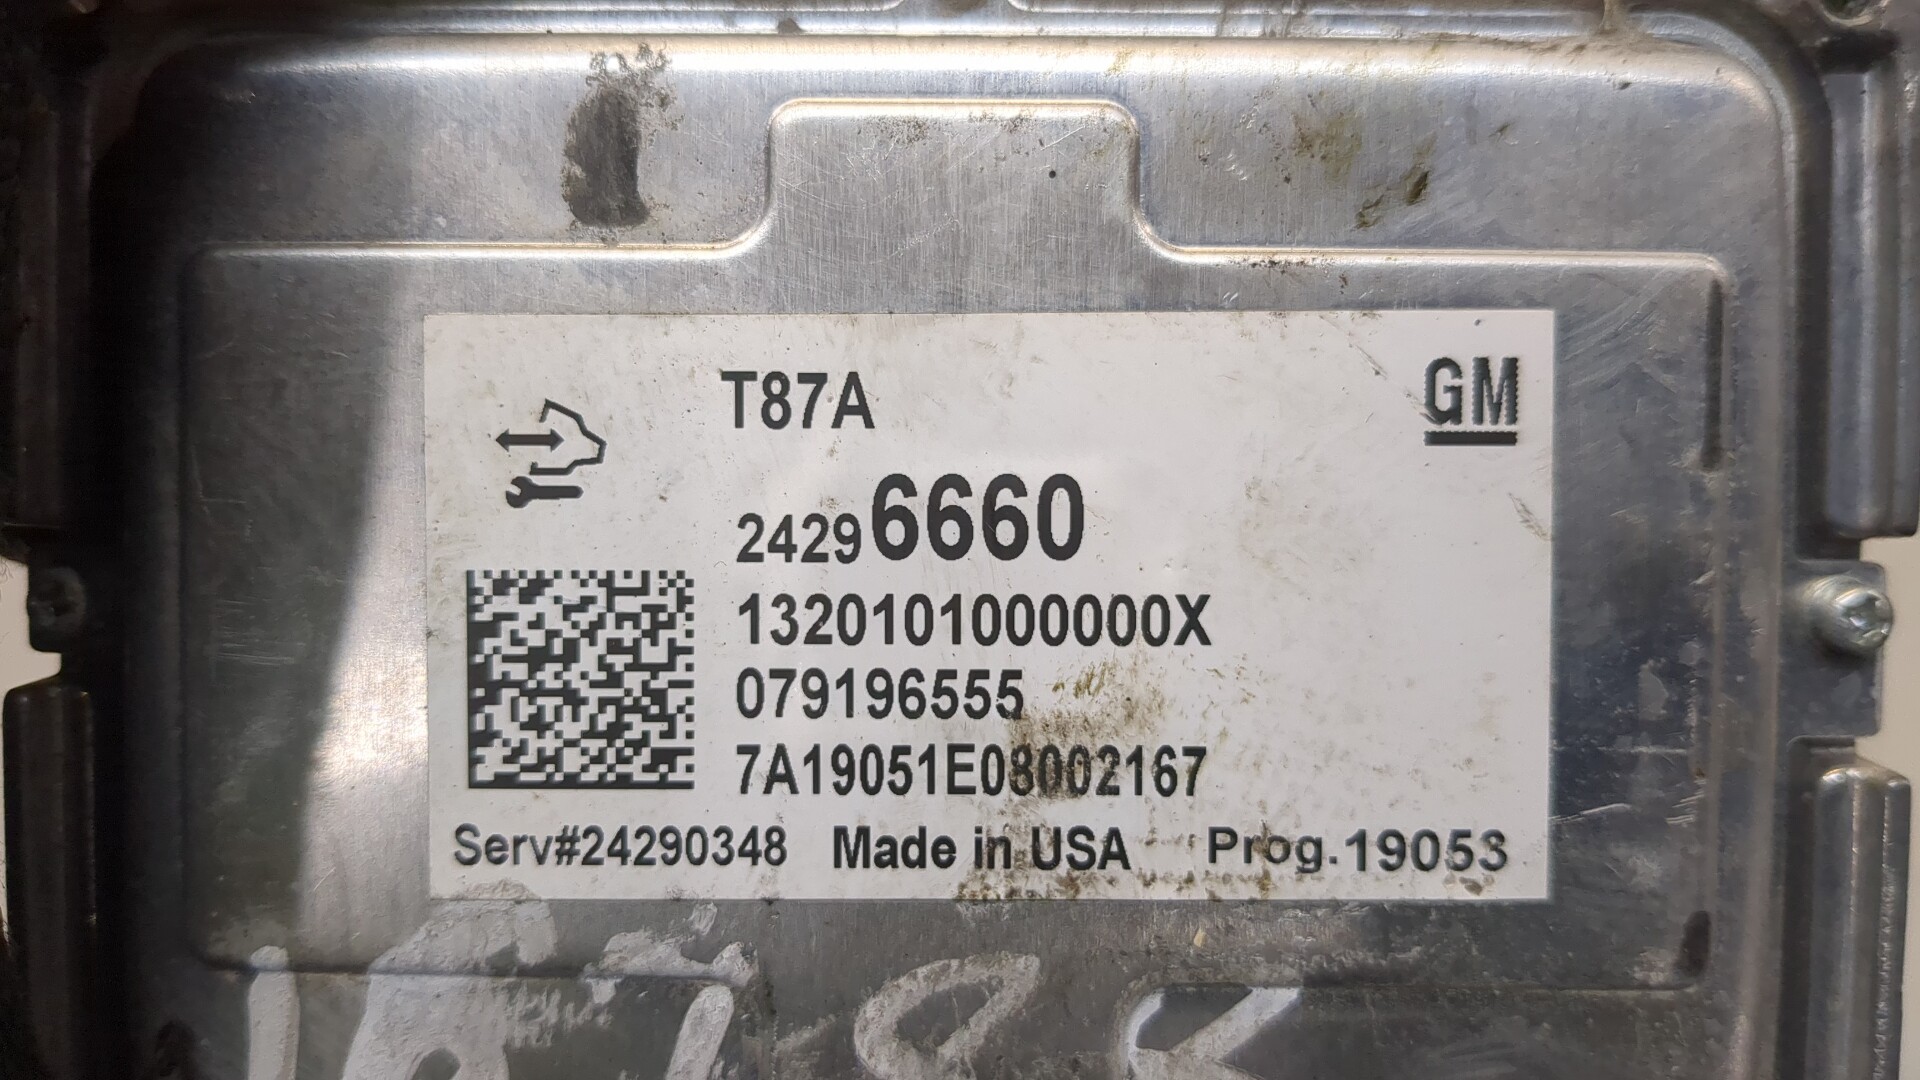 T87A
GM
24296660
1320101000000X
079196555
7A19051E08002167
Serv#24290348 Made in USA Prog.19053